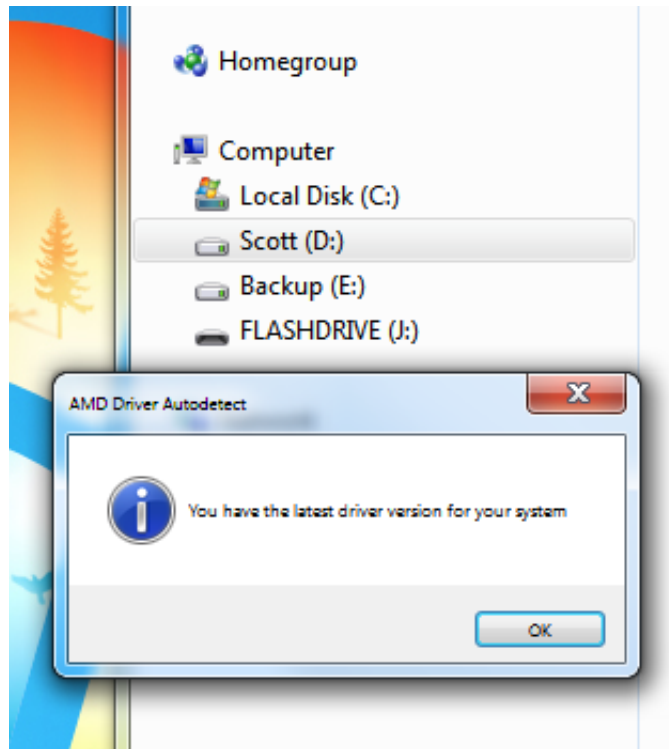 Homegroup
Computer
Local Disk (C:)
Scott (D:)
Backup (E:)
FLASHDRIVE (J:)
AMD Driver Autodetect
You have the latest driver version for your system
OK